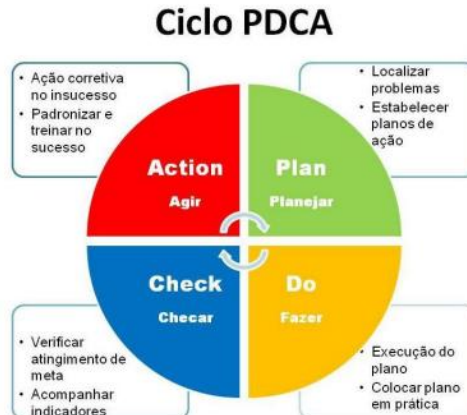 Ciclo PDCA
• Ação corretiva
no insucesso
• Padronizar e
treinar no
sucesso
• Localizar
problemas
• Estabelecer
planos de
ação
Action
Agir
Plan
Planejar
Check
Checar
Do
Fazer
• Verificar
atingimento de
meta
• Acompanhar
indicadores
• Execução do
plano
• Colocar plano
em prática